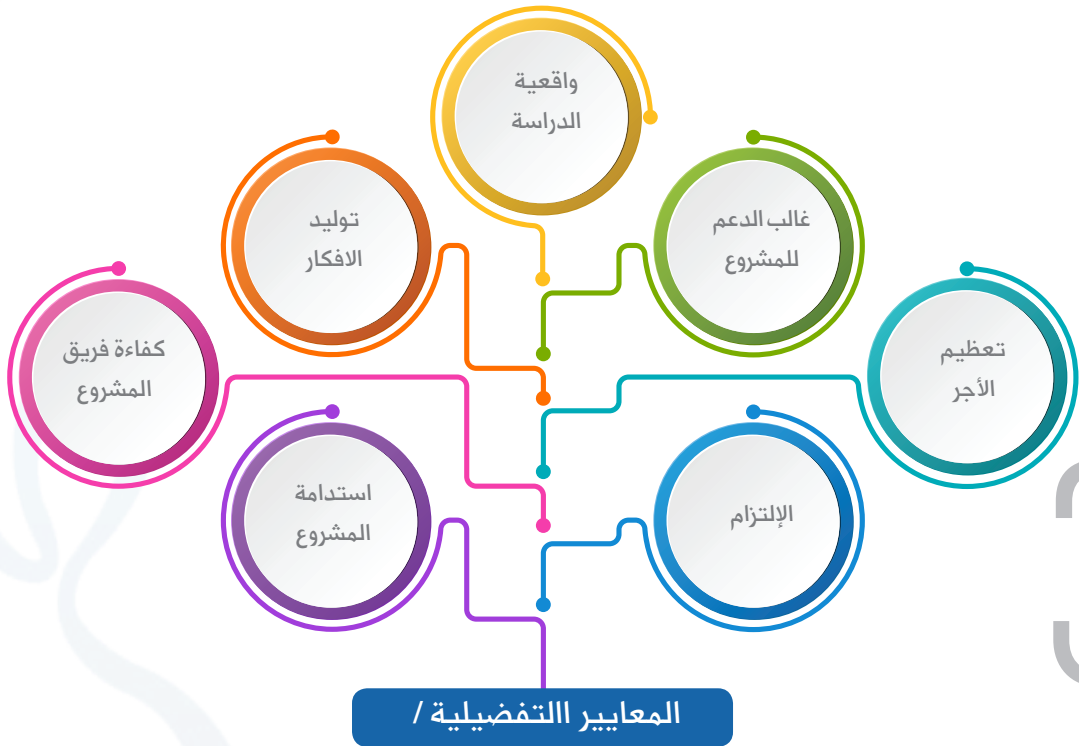 واقعية
الدراسة
غالب الدعم
للمشروع
توليد
الافكار
تعظيم
الأجر
كفاءة فريق
المشروع
الإلتزام
استدامة
المشروع
المعايير االتفضيلية /